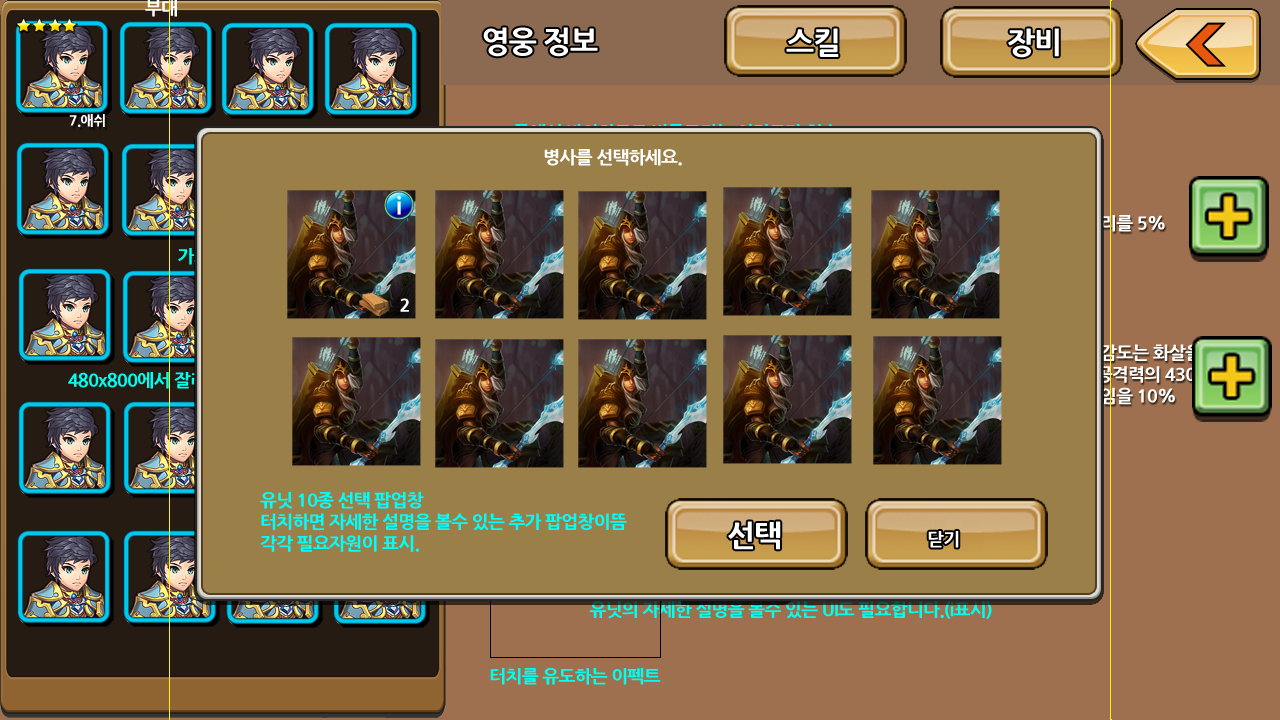 부대
영웅 정보
스킬
장비
7.애쉬
병사를 선택하세요.
2
리를 5%
가
480x800에서 잘
감도는 화살을
공격력의 430
임을 10%
유닛 10종 선택 팝업창
터치하면 자세한 설명을 볼수 있는 추가 팝업창이뜸
각각 필요자원이 표시.
선택
닫기
유닛의 자세한 설명을 볼수 있는 UI도 필요합니다.(i표시)
터치를 유도하는 이펙트